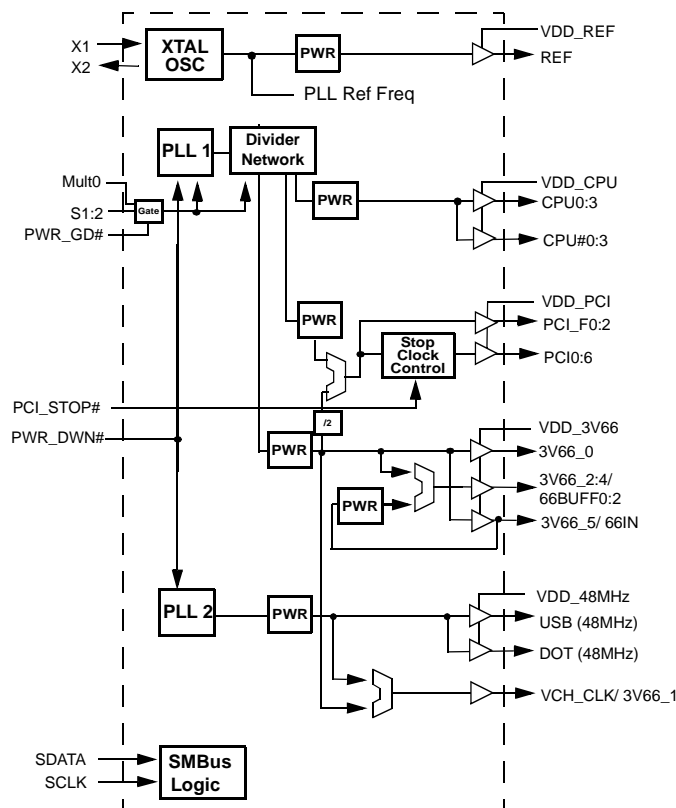 X1
X2
XTAL
OSC
PWR
VDD_REF
REF
PLL Ref Freq
PLL 1
Divider
Network
Mult0
S1:2
Gate
PWR_GD#
PWR
VDD_CPU
CPU0:3
CPU#0:3
PWR
VDD_PCI
PCI_F0:2
Stop
Clock
Control
PCI0:6
PCI_STOP#
/2
PWR_DWN#
PWR
VDD_3V66
3V66_0
3V66_2:4/
66BUFF0:2
PWR
3V66_5/ 66IN
PLL 2
PWR
VDD_48MHz
USB (48MHz)
DOT (48MHz)
VCH_CLK/ 3V66_1
SDATA
SCLK
SMBus
Logic